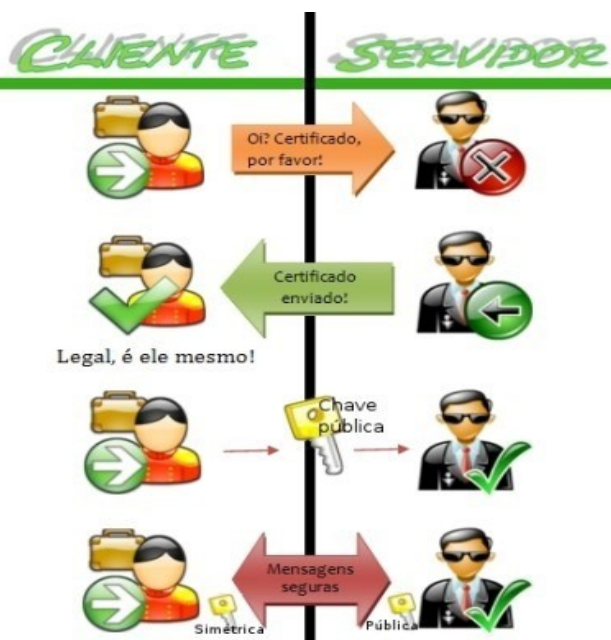 CLIENTE
SERVIDOR
Oi? Certificado,
por favor!
Certificado
enviado!
Legal, é ele mesmo!
Chave
pública
Mensagens
seguras
Simétrica
Pública